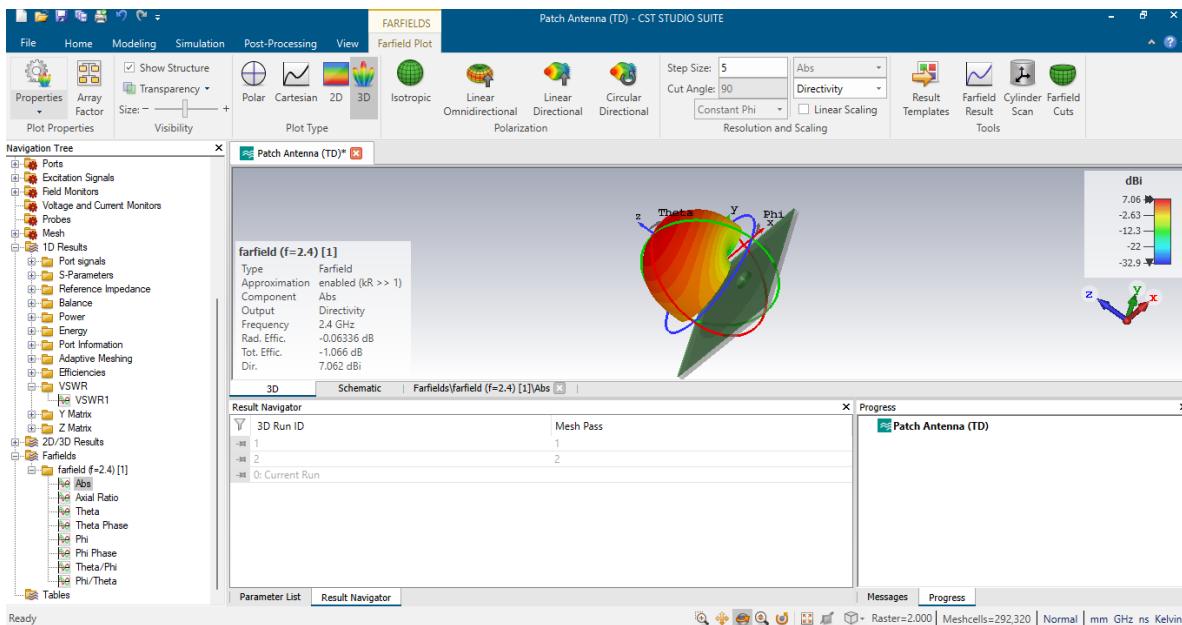 FARFIELDS
Patch Antenna (TD) - CST STUDIO SUITE
File Home Modeling Simulation Post-Processing View Farfield Plot
Properties
Array Factor
Show Structure
Transparency
Size: - +
Plot Properties
Visibility
Polar Cartesian 2D 3D
Plot Type
Isotropic
Linear Omnidirectional
Linear Directional
Circular Directional
Polarization
Step Size: 5 Abs
Cut Angle: 90 Directivity
Constant Phi Linear Scaling
Resolution and Scaling
Result Templates
Farfield Result
Cylinder Scan
Farfield Cuts
Tools
Navigation Tree
Ports
Excitation Signals
Field Monitors
Voltage and Current Monitors
Probes
Mesh
1D Results
Port signals
S-Parameters
Reference Impedance
Balance
Power
Energy
Port Information
Adaptive Meshing
Efficiencies
VSWR
VSWR1
Y Matrix
Z Matrix
2D/3D Results
Farfields
farfield (f=2.4) [1]
Abs
Axial Ratio
Theta
Theta Phase
Phi
Phi Phase
Theta/Phi
Phi/Theta
Tables
Patch Antenna (TD)*
z Theta y Phi x
dBi
7.06
-2.63
-12.3
-22
-32.9
z y x
farfield (f=2.4) [1]
Type Farfield
Approximation enabled (kR >> 1)
Component Abs
Output Directivity
Frequency 2.4 GHz
Rad. Effic. -0.06336 dB
Tot. Effic. -1.066 dB
Dir. 7.062 dBi
3D Schematic Farfields\farfield (f=2.4) [1]\Abs
Result Navigator
3D Run ID Mesh Pass
1 1
2 2
0: Current Run
Parameter List Result Navigator
Progress
Patch Antenna (TD)
Messages Progress
Ready
Raster=2.000 Meshcells=292,320 Normal mm GHz ns Kelvin